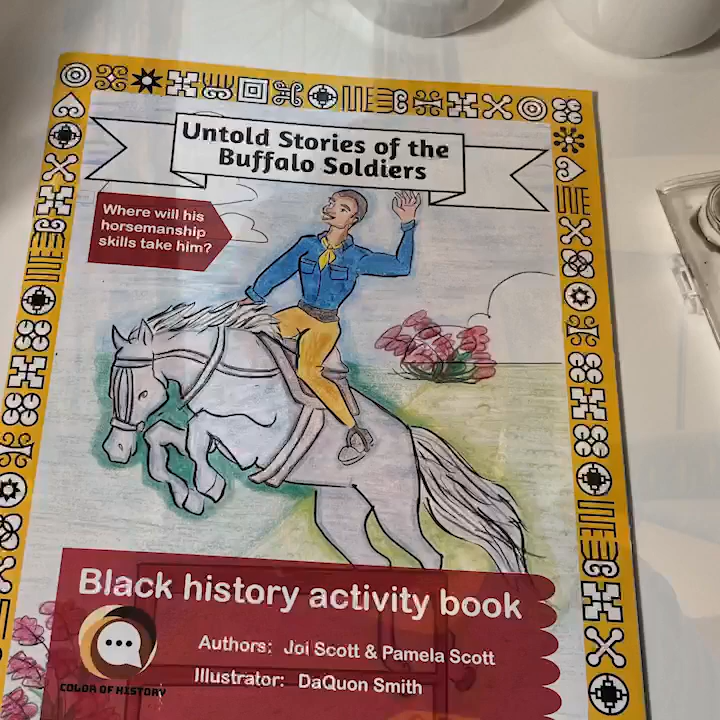 Untold Stories of the
Buffalo Soldiers
Where will his
horsemanship
skills take him?
Black history activity book
Authors: Joi Scott & Pamela Scott
Illustrator: DaQuon Smith
COLOR OF HISTORY